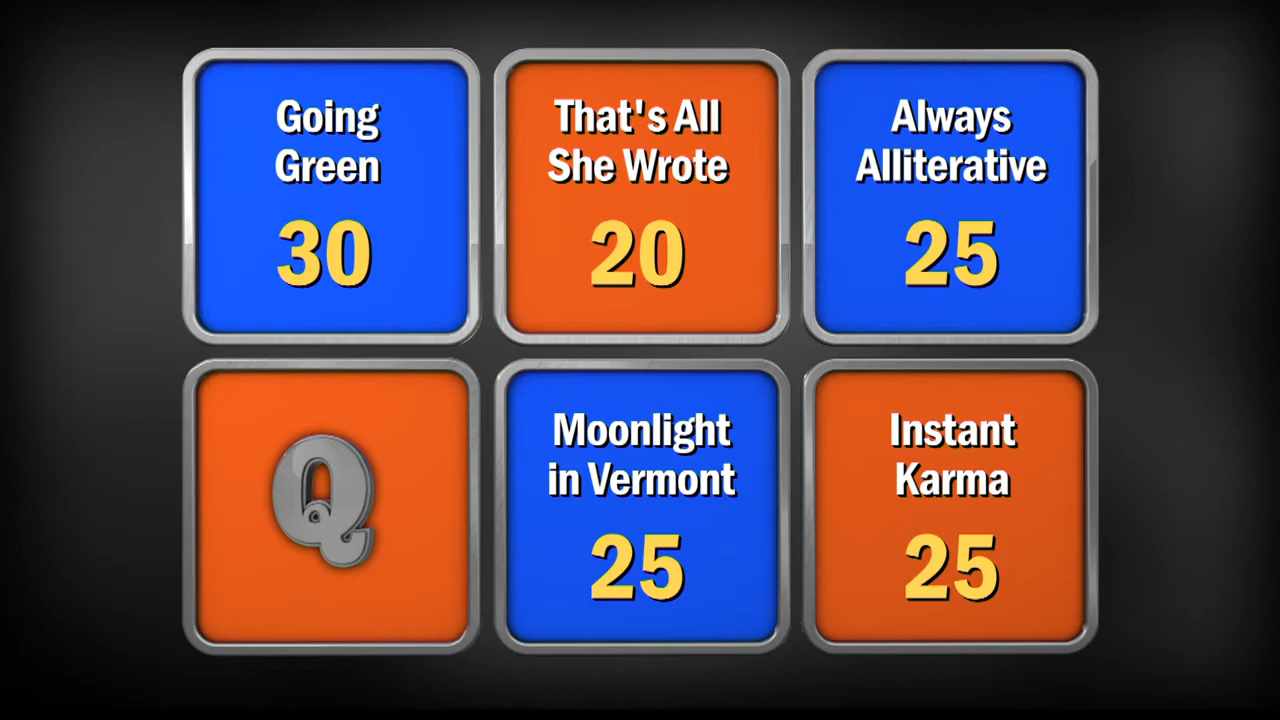 Going
Green
30
That's All
She Wrote
20
Always
Alliterative
25
Q
Moonlight
in Vermont
25
Instant
Karma
25